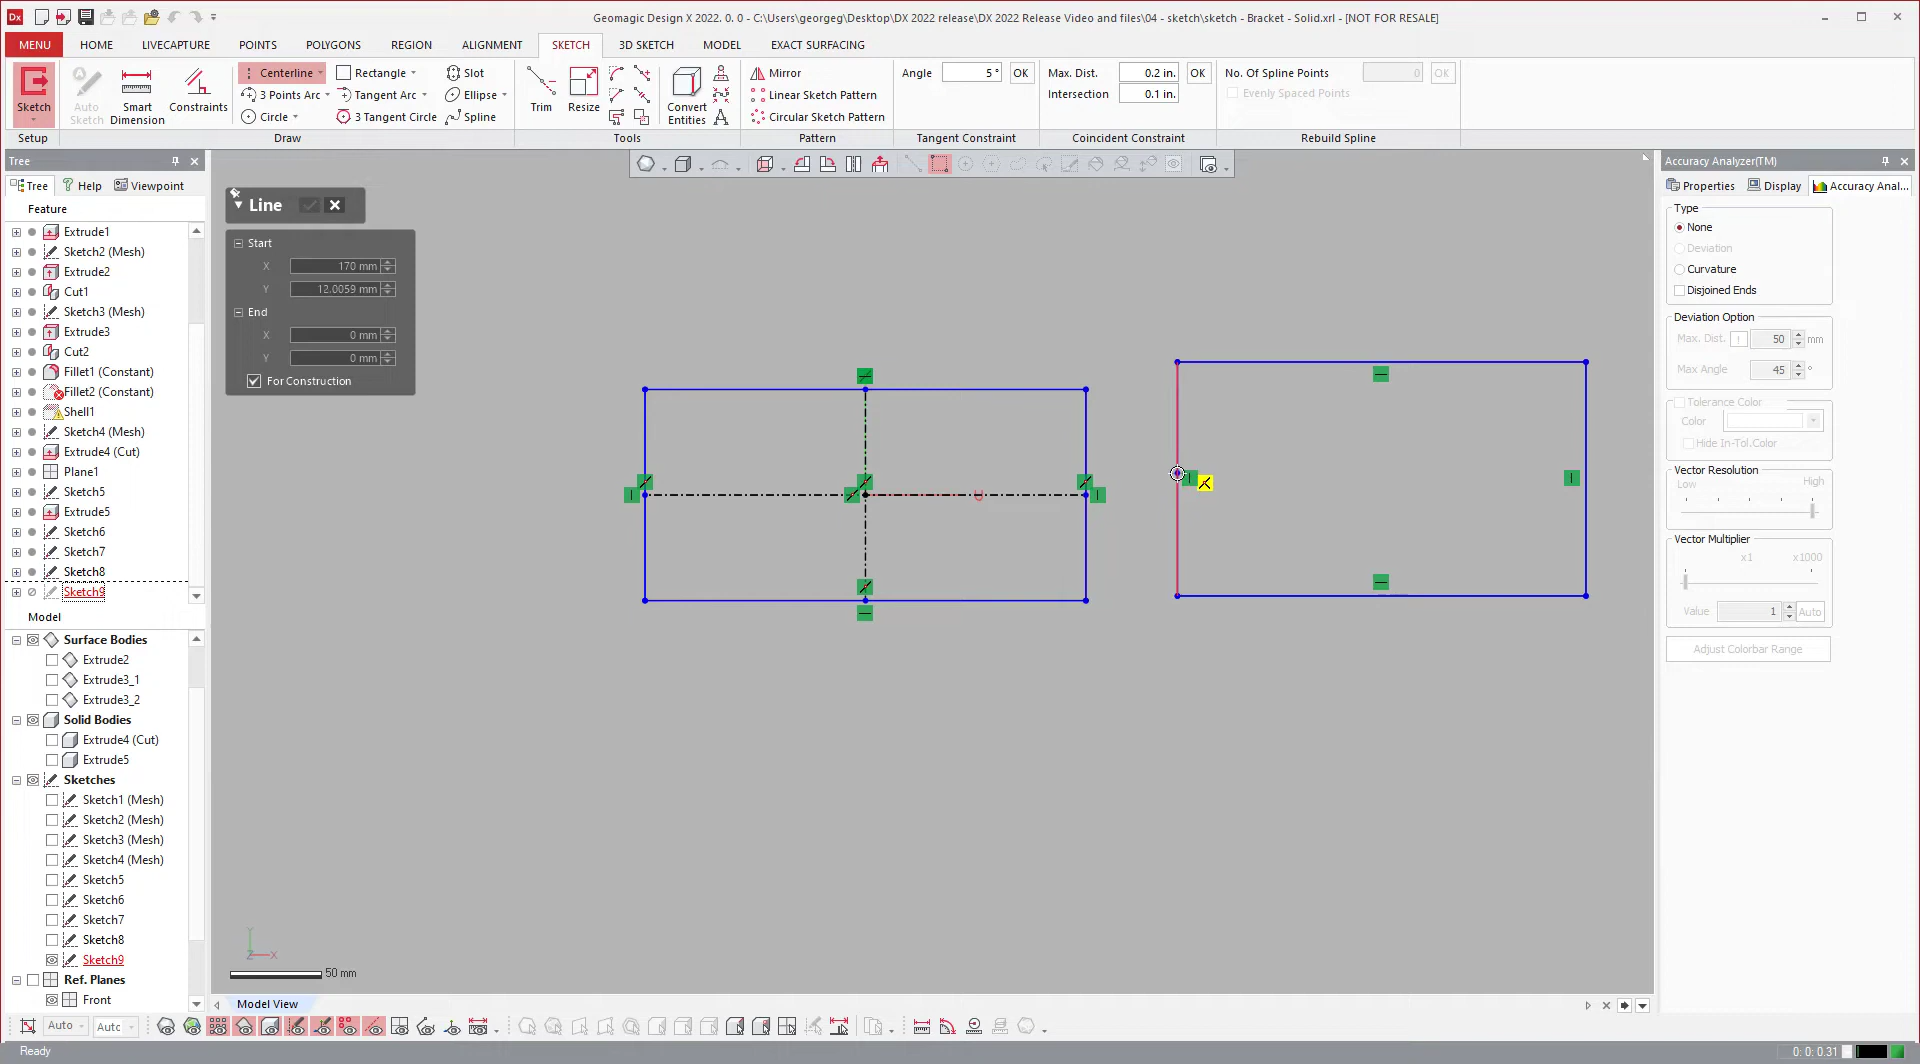 Geomagic Design X 2022. 0. 0 - C:\Users\georgeg\Desktop\DX 2022 release\DX 2022 Release Video and files\04 - sketch\sketch - Bracket - Solid.xrl - [NOT FOR RESALE]
MENU HOME LIVECAPTURE POINTS POLYGONS REGION ALIGNMENT SKETCH 3D SKETCH MODEL EXACT SURFACING
Sketch
Auto Sketch
Smart Dimension
Constraints
Centerline Rectangle Slot
3 Points Arc Tangent Arc Ellipse
Circle 3 Tangent Circle Spline
Trim
Resize
Convert Entities
Mirror
Linear Sketch Pattern
Circular Sketch Pattern
Angle 5 ° OK
Max. Dist. 0.2 in. OK
Intersection 0.1 in.
No. Of Spline Points 0 OK
Evenly Spaced Points
Setup Draw Tools Pattern Tangent Constraint Coincident Constraint Rebuild Spline
Tree
Tree Help Viewpoint
Feature
Extrude1
Sketch2 (Mesh)
Extrude2
Cut1
Sketch3 (Mesh)
Extrude3
Cut2
Fillet1 (Constant)
Fillet2 (Constant)
Shell1
Sketch4 (Mesh)
Extrude4 (Cut)
Plane1
Sketch5
Extrude5
Sketch6
Sketch7
Sketch8
Sketch9
Model
Surface Bodies
Extrude2
Extrude3_1
Extrude3_2
Solid Bodies
Extrude4 (Cut)
Extrude5
Sketches
Sketch1 (Mesh)
Sketch2 (Mesh)
Sketch3 (Mesh)
Sketch4 (Mesh)
Sketch5
Sketch6
Sketch7
Sketch8
Sketch9
Ref. Planes
Front
Line
Start
X 170 mm
Y 12.0059 mm
End
X 0 mm
Y 0 mm
For Construction
Y
Z X
50 mm
Model View
Accuracy Analyzer(TM)
Properties Display Accuracy Anal...
Type
None
Deviation
Curvature
Disjoined Ends
Deviation Option
Max. Dist. ! 50 mm
Max Angle 45 °
Tolerance Color
Color
Hide In-Tol.Color
Vector Resolution
Low High
Vector Multiplier
x1 x1000
Value 1 Auto
Adjust Colorbar Range
Auto Auto
Ready
0: 0: 0.31